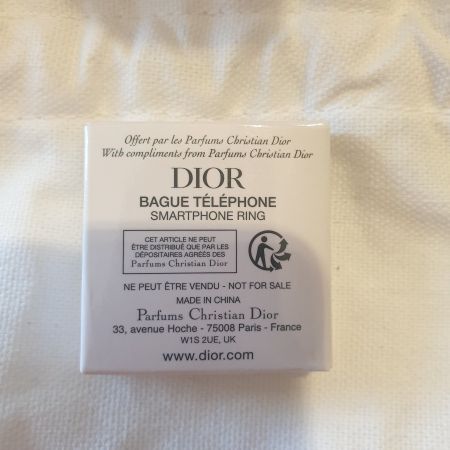 Offert par les Parfums Christian Dior
With compliments from Parfums Christian Dior
DIOR
BAGUE TÉLÉPHONE
SMARTPHONE RING
CET ARTICLE NE PEUT
ÊTRE DISTRIBUÉ QUE PAR LES
DÉPOSITAIRES AGRÉÉS DES
Parfums Christian Dior
NE PEUT ÊTRE VENDU - NOT FOR SALE
MADE IN CHINA
Parfums Christian Dior
33, avenue Hoche - 75008 Paris - France
W1S 2UE, UK
www.dior.com